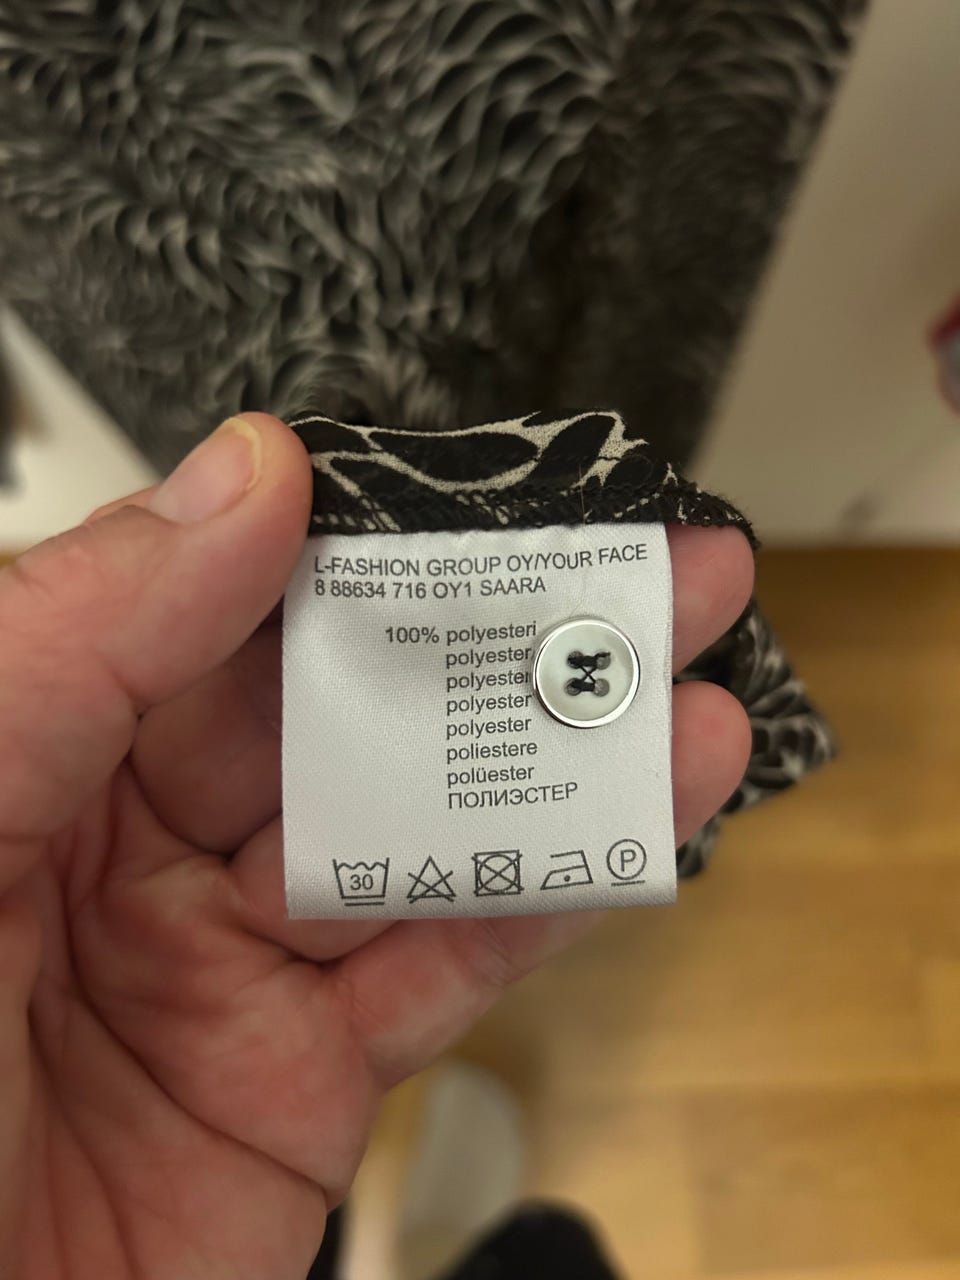 L-FASHION GROUP OY/YOUR FACE
8 88634 716 OY1 SAARA
100% polyesteri
polyester
polyester
polyester
polyester
poliestere
polüester
ПОЛИЭСТЕР
30
P